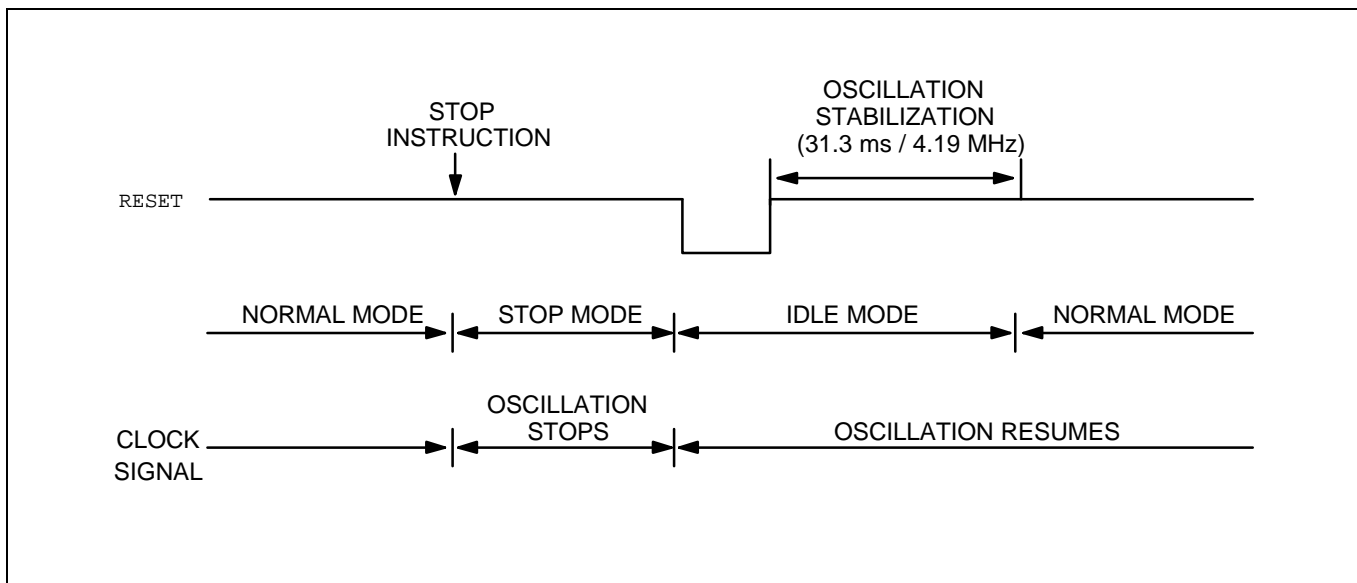 STOP
INSTRUCTION
OSCILLATION
STABILIZATION
(31.3 ms / 4.19 MHz)
RESET
NORMAL MODE
STOP MODE
IDLE MODE
NORMAL MODE
CLOCK
SIGNAL
OSCILLATION
STOPS
OSCILLATION RESUMES